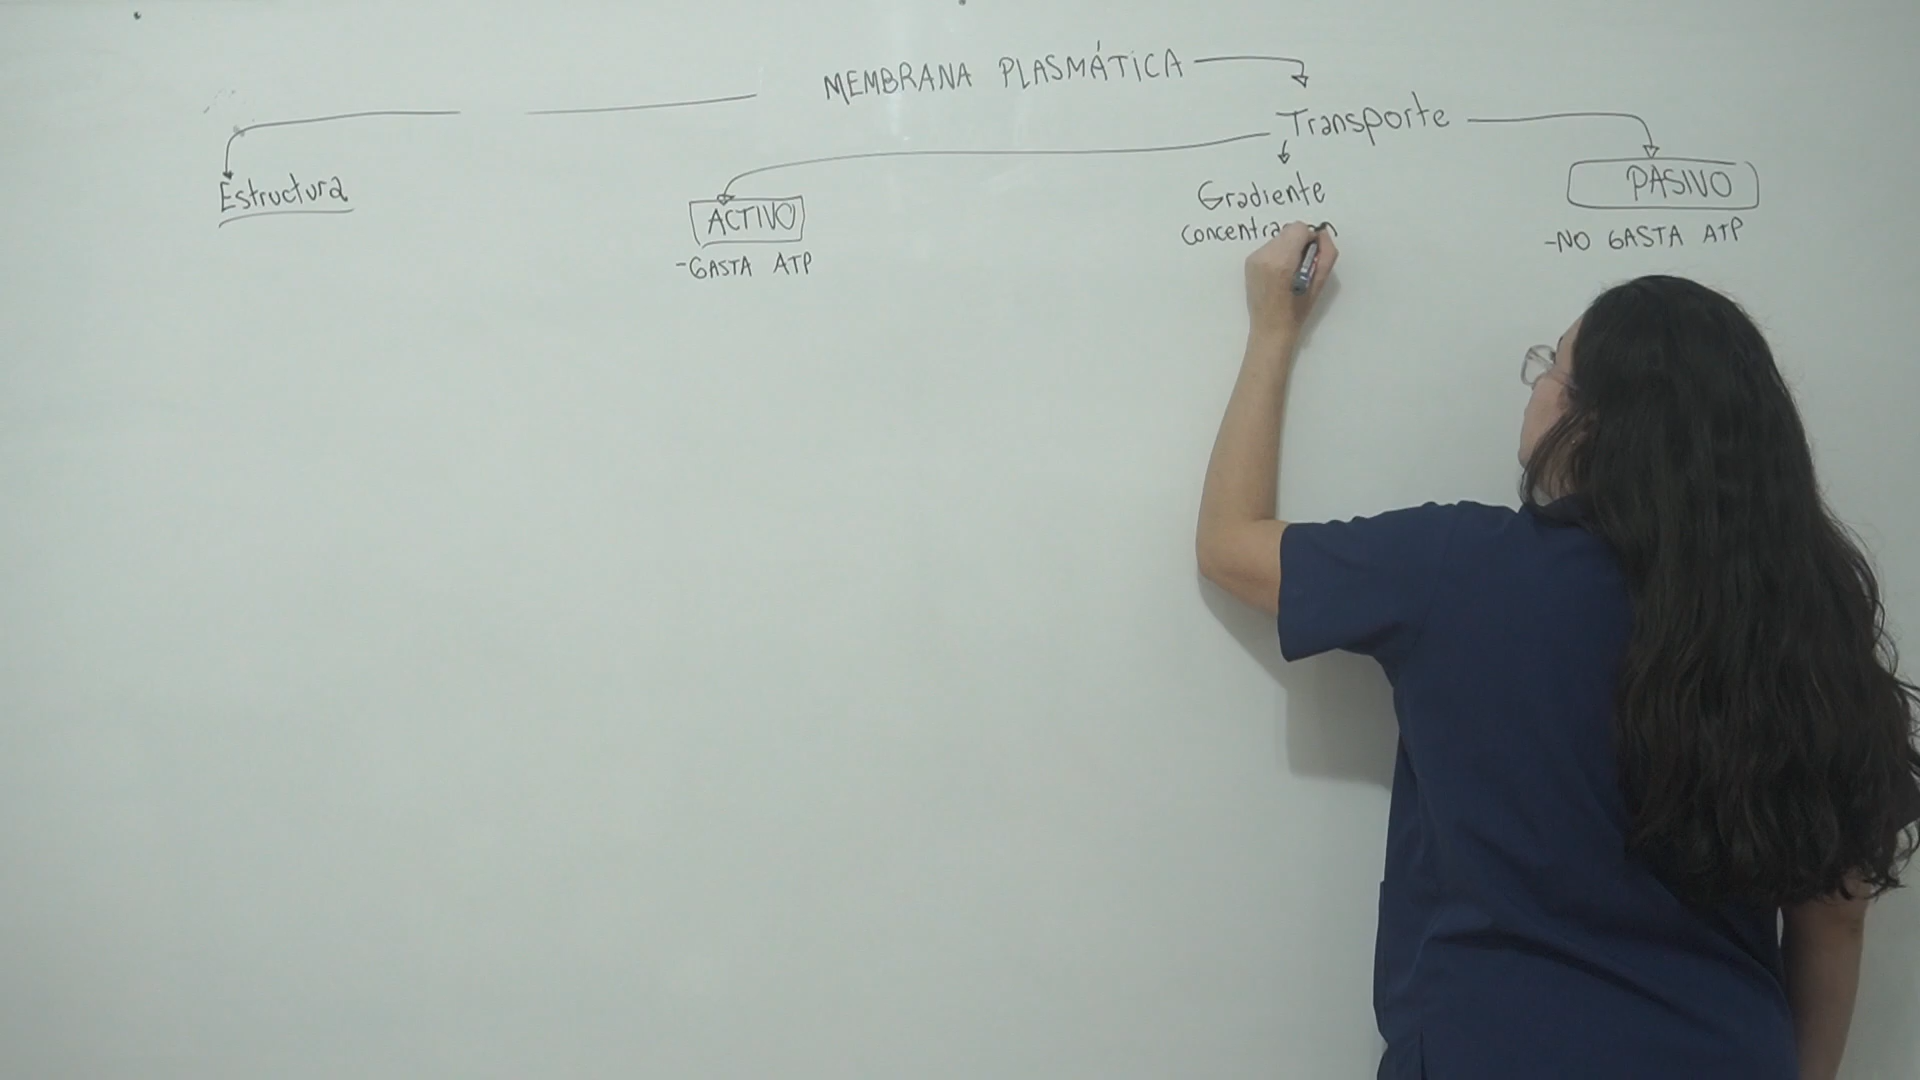 MEMBRANA PLASMÁTICA
Transporte
Estructura
ACTIVO
-GASTA ATP
Gradiente
PASIVO
-NO GASTA ATP